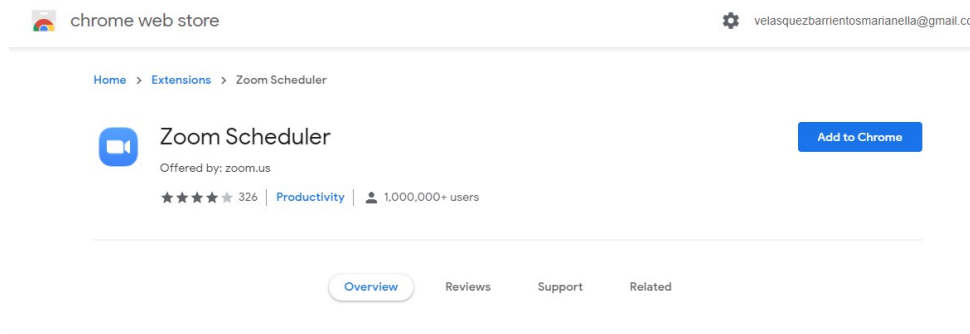 chrome web store
velasquezbarrientosmarianella@gmail.co
Home > Extensions > Zoom Scheduler
Zoom Scheduler
Add to Chrome
Offered by: zoom.us
326 | Productivity | 1,000,000+ users
Overview Reviews Support Related